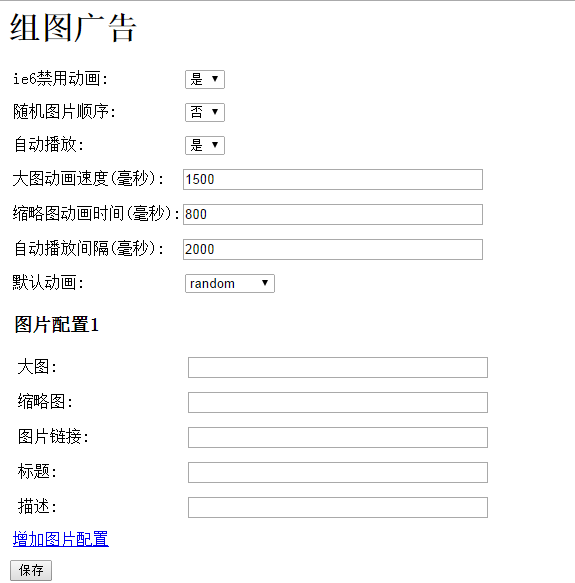 组图广告
ie6禁用动画: 是
随机图片顺序: 否
自动播放: 是
大图动画速度(毫秒): 1500
缩略图动画时间(毫秒): 800
自动播放间隔(毫秒): 2000
默认动画: random
图片配置1
大图:
缩略图:
图片链接:
标题:
描述:
增加图片配置
保存